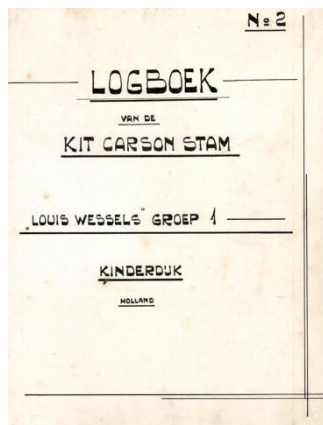 No 2
LOGBOEK
VAN DE
KIT CARSON STAM
„LOUIS WESSELS" GROEP 1
KINDERDIJK
HOLLAND